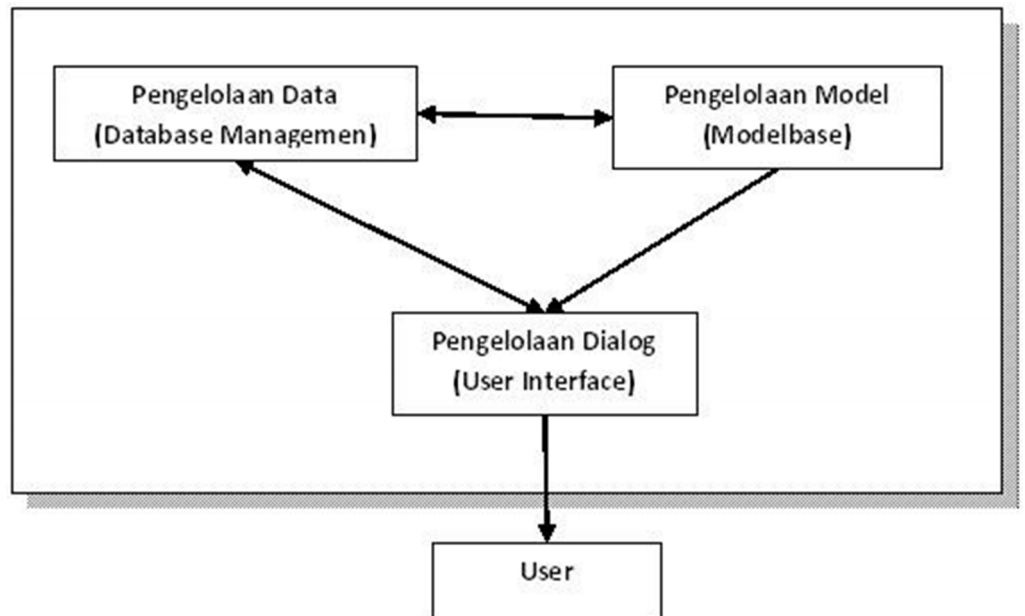 Pengelolaan Data
(Database Managemen)
Pengelolaan Model
(Modelbase)
Pengelolaan Dialog
(User Interface)
User